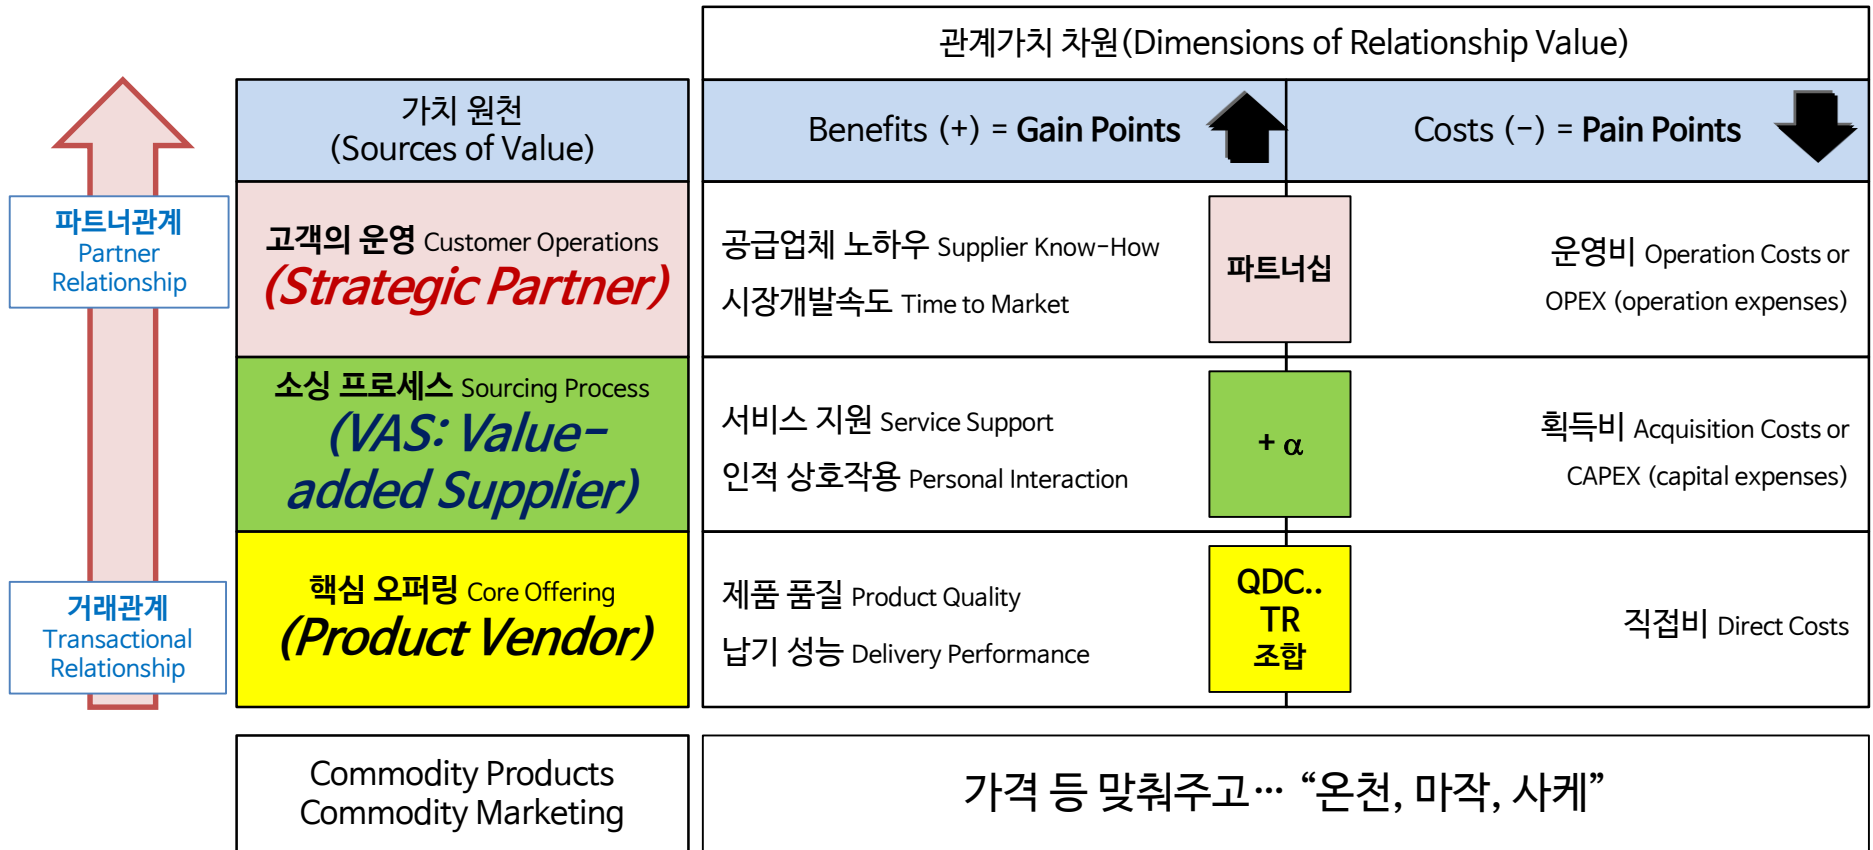 관계가치 차원(Dimensions of Relationship Value)
가치 원천
(Sources of Value)
Benefits (+) = Gain Points
Costs (-) = Pain Points
파트너관계
Partner
Relationship
고객의 운영 Customer Operations
(Strategic Partner)
공급업체 노하우 Supplier Know-How
시장개발속도 Time to Market
파트너십
운영비 Operation Costs or
OPEX (operation expenses)
소싱 프로세스 Sourcing Process
(VAS: Value-
added Supplier)
서비스 지원 Service Support
인적 상호작용 Personal Interaction
+ α
획득비 Acquisition Costs or
CAPEX (capital expenses)
거래관계
Transactional
Relationship
핵심 오퍼링 Core Offering
(Product Vendor)
제품 품질 Product Quality
납기 성능 Delivery Performance
QDC..
TR
조합
직접비 Direct Costs
Commodity Products
Commodity Marketing
가격 등 맞춰주고… “온천, 마작, 사케”